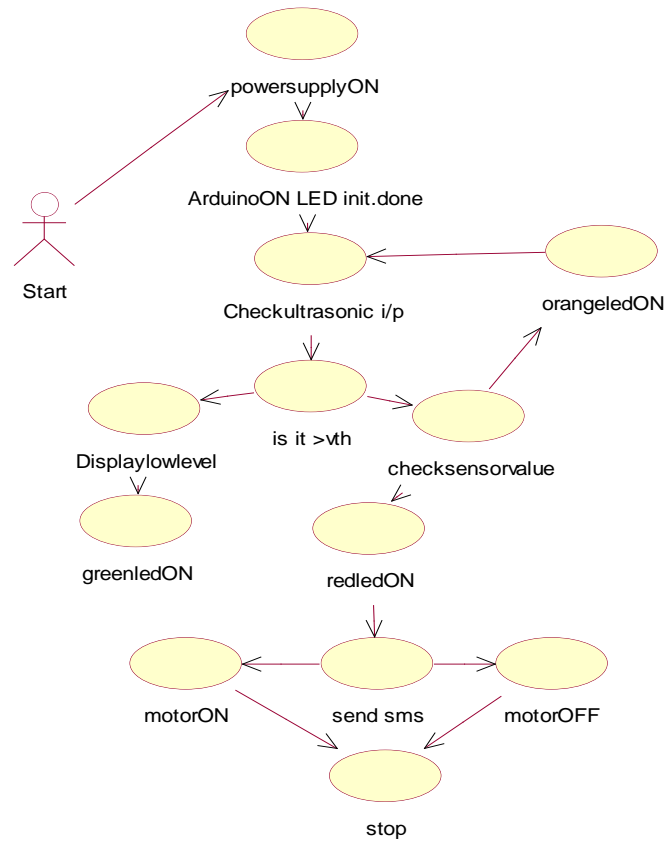 powersupplyON
ArduinoON LED init.done
Start
Checkultrasonic i/p
orangeledON
is it >vth
Displaylowlevel
checksensorvalue
greenledON
redledON
motorON
send sms
motorOFF
stop